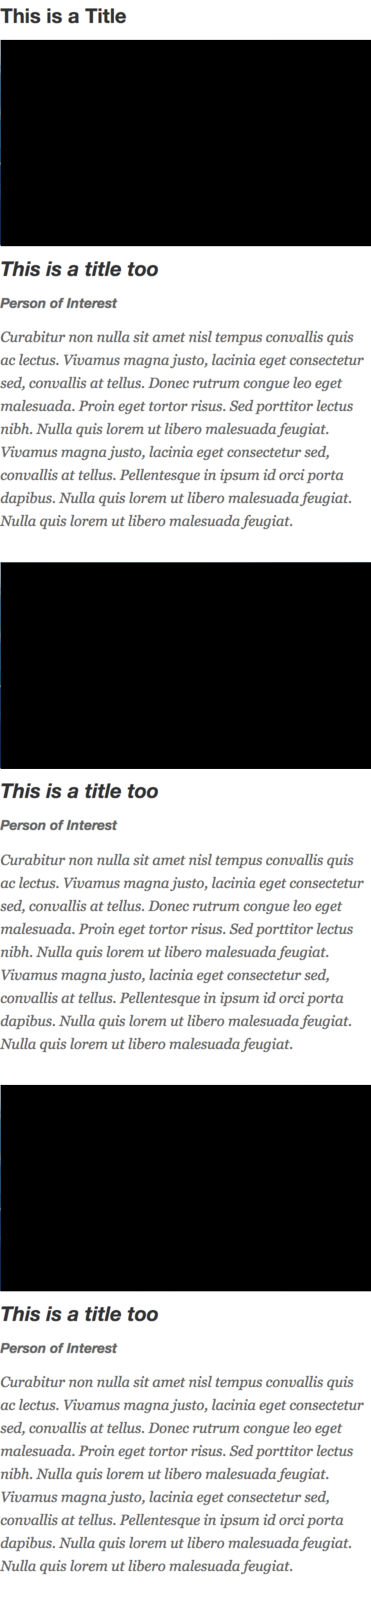 This is a Title
This is a title too
Person of Interest
Curabitur non nulla sit amet nisl tempus convallis quis
ac lectus. Vivamus magna justo, lacinia eget consectetur
sed, convallis at tellus. Donec rutrum congue leo eget
malesuada. Proin eget tortor risus. Sed porttitor lectus
nibh. Nulla quis lorem ut libero malesuada feugiat.
Vivamus magna justo, lacinia eget consectetur sed,
convallis at tellus. Pellentesque in ipsum id orci porta
dapibus. Nulla quis lorem ut libero malesuada feugiat.
Nulla quis lorem ut libero malesuada feugiat.
This is a title too
Person of Interest
Curabitur non nulla sit amet nisl tempus convallis quis
ac lectus. Vivamus magna justo, lacinia eget consectetur
sed, convallis at tellus. Donec rutrum congue leo eget
malesuada. Proin eget tortor risus. Sed porttitor lectus
nibh. Nulla quis lorem ut libero malesuada feugiat.
Vivamus magna justo, lacinia eget consectetur sed,
convallis at tellus. Pellentesque in ipsum id orci porta
dapibus. Nulla quis lorem ut libero malesuada feugiat.
Nulla quis lorem ut libero malesuada feugiat.
This is a title too
Person of Interest
Curabitur non nulla sit amet nisl tempus convallis quis
ac lectus. Vivamus magna justo, lacinia eget consectetur
sed, convallis at tellus. Donec rutrum congue leo eget
malesuada. Proin eget tortor risus. Sed porttitor lectus
nibh. Nulla quis lorem ut libero malesuada feugiat.
Vivamus magna justo, lacinia eget consectetur sed,
convallis at tellus. Pellentesque in ipsum id orci porta
dapibus. Nulla quis lorem ut libero malesuada feugiat.
Nulla quis lorem ut libero malesuada feugiat.